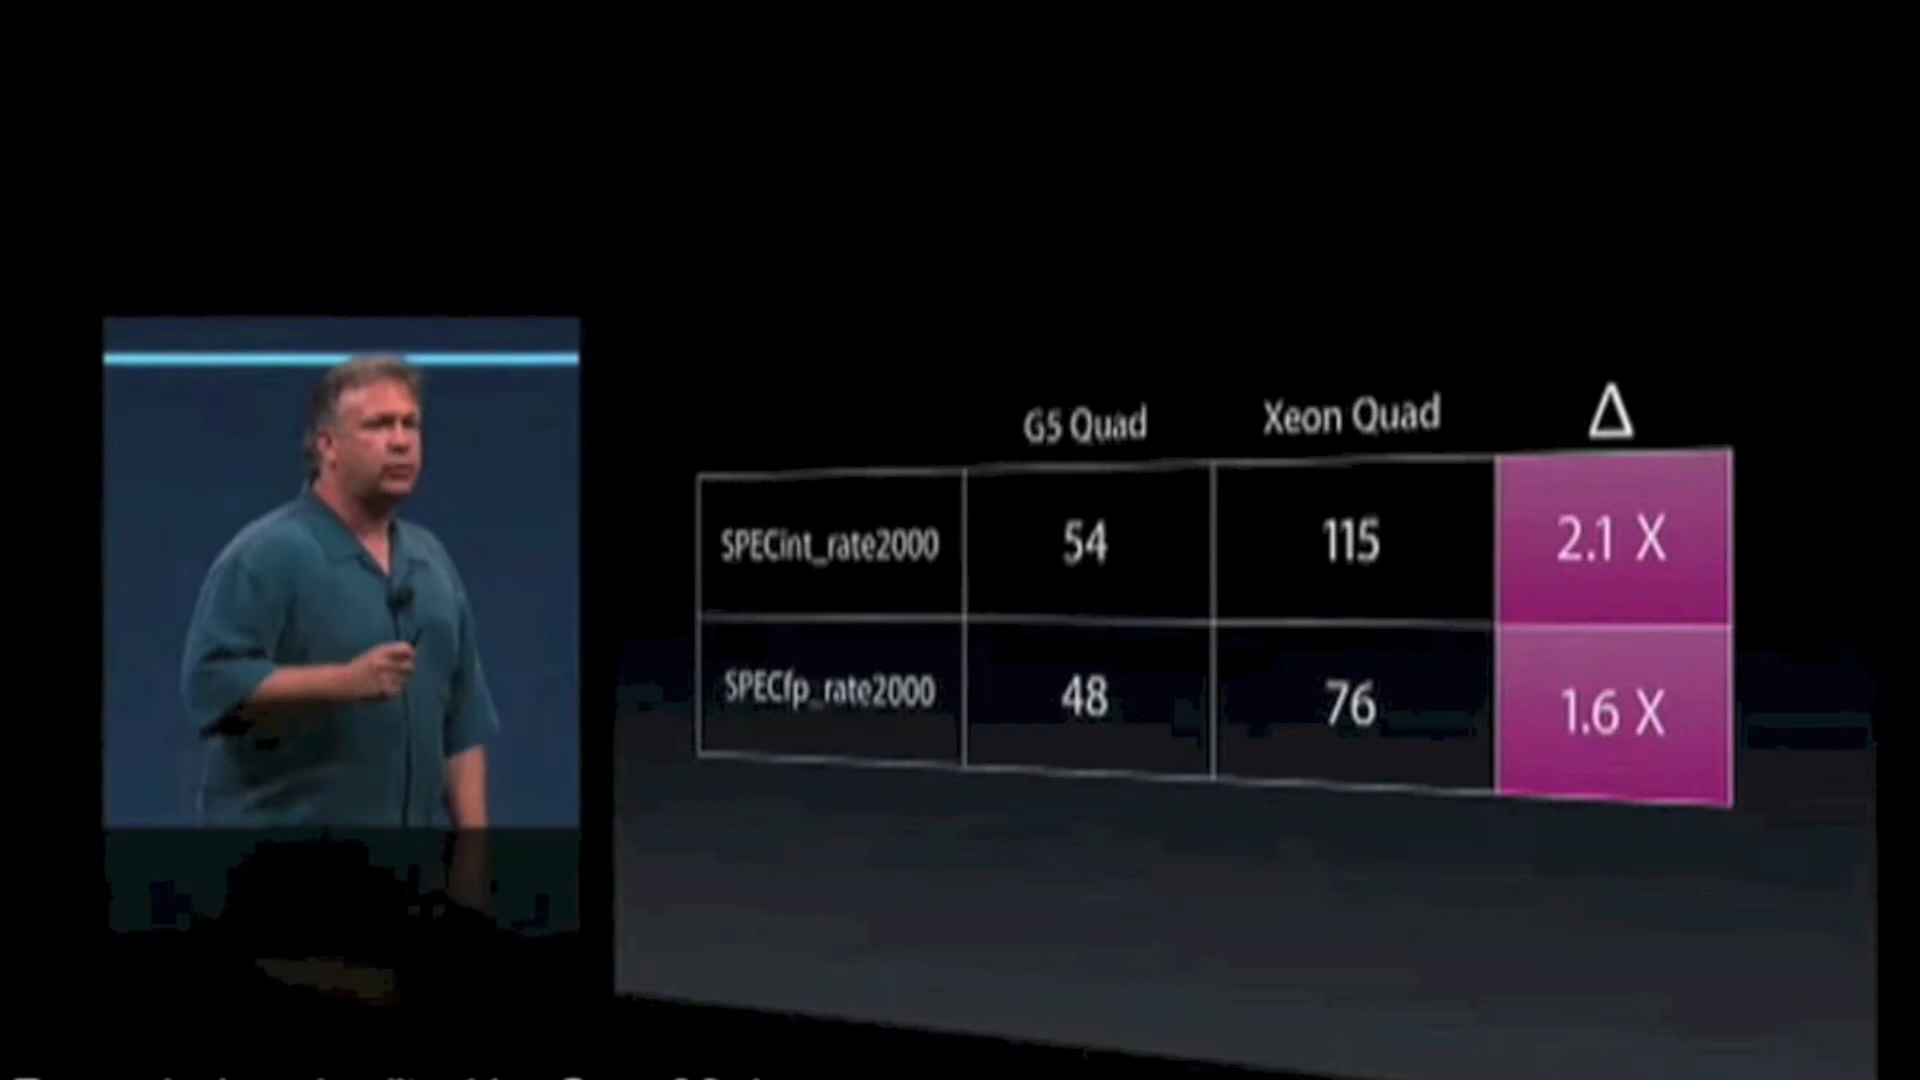 G5 Quad Xeon Quad Δ
SPECint_rate2000 54 115 2.1 X
SPECfp_rate2000 48 76 1.6 X